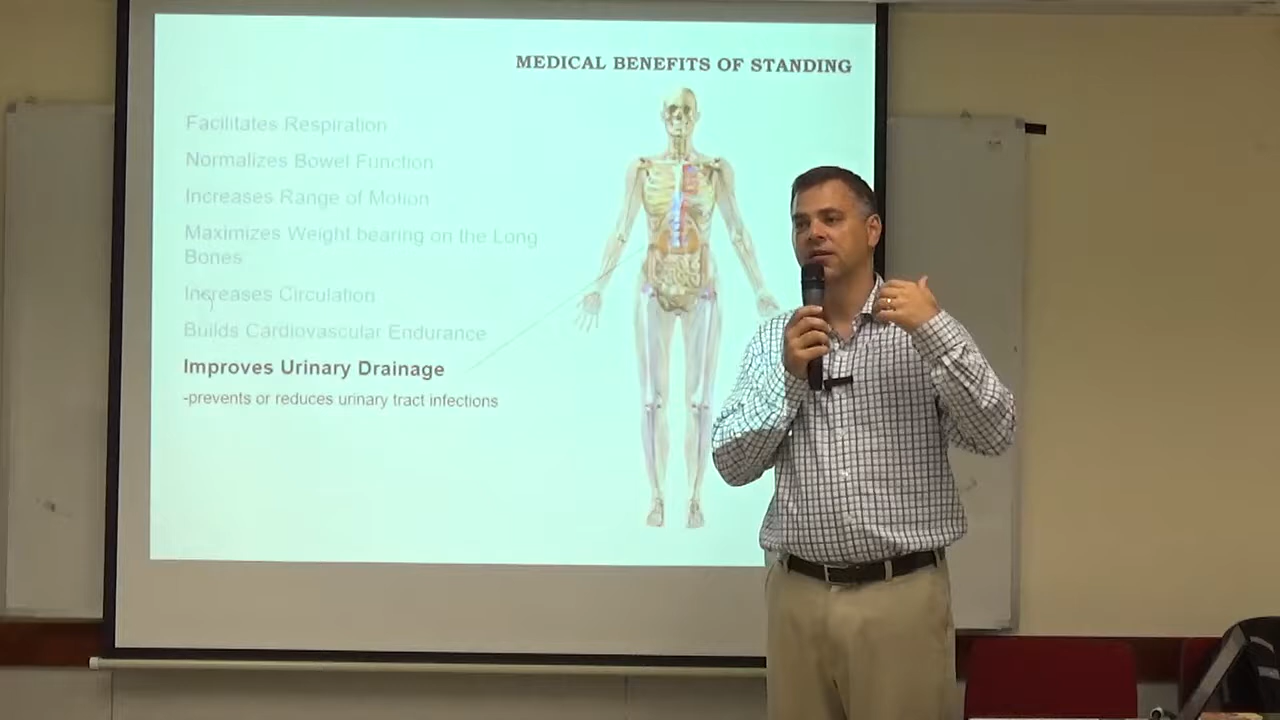 MEDICAL BENEFITS OF STANDING
Facilitates Respiration
Normalizes Bowel Function
Increases Range of Motion
Maximizes Weight bearing on the Long
Bones
Increases Circulation
Builds Cardiovascular Endurance
Improves Urinary Drainage
-prevents or reduces urinary tract infections